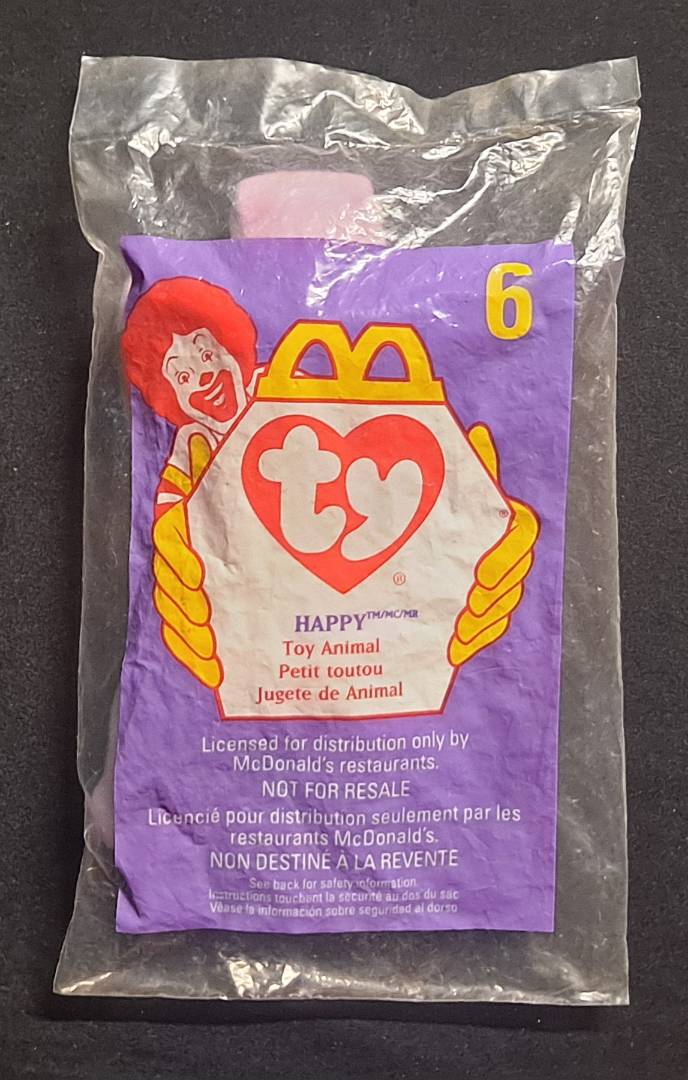 6
ty
®
®
HAPPY™/MC/MR
Toy Animal
Petit toutou
Jugete de Animal
Licensed for distribution only by
McDonald's restaurants.
NOT FOR RESALE
Licencié pour distribution seulement par les
restaurants McDonald's.
NON DESTINÉ À LA REVENTE
See back for safety information
Instructions touchant la sécurité au dos du sac
Véase la información sobre seguridad al dorso